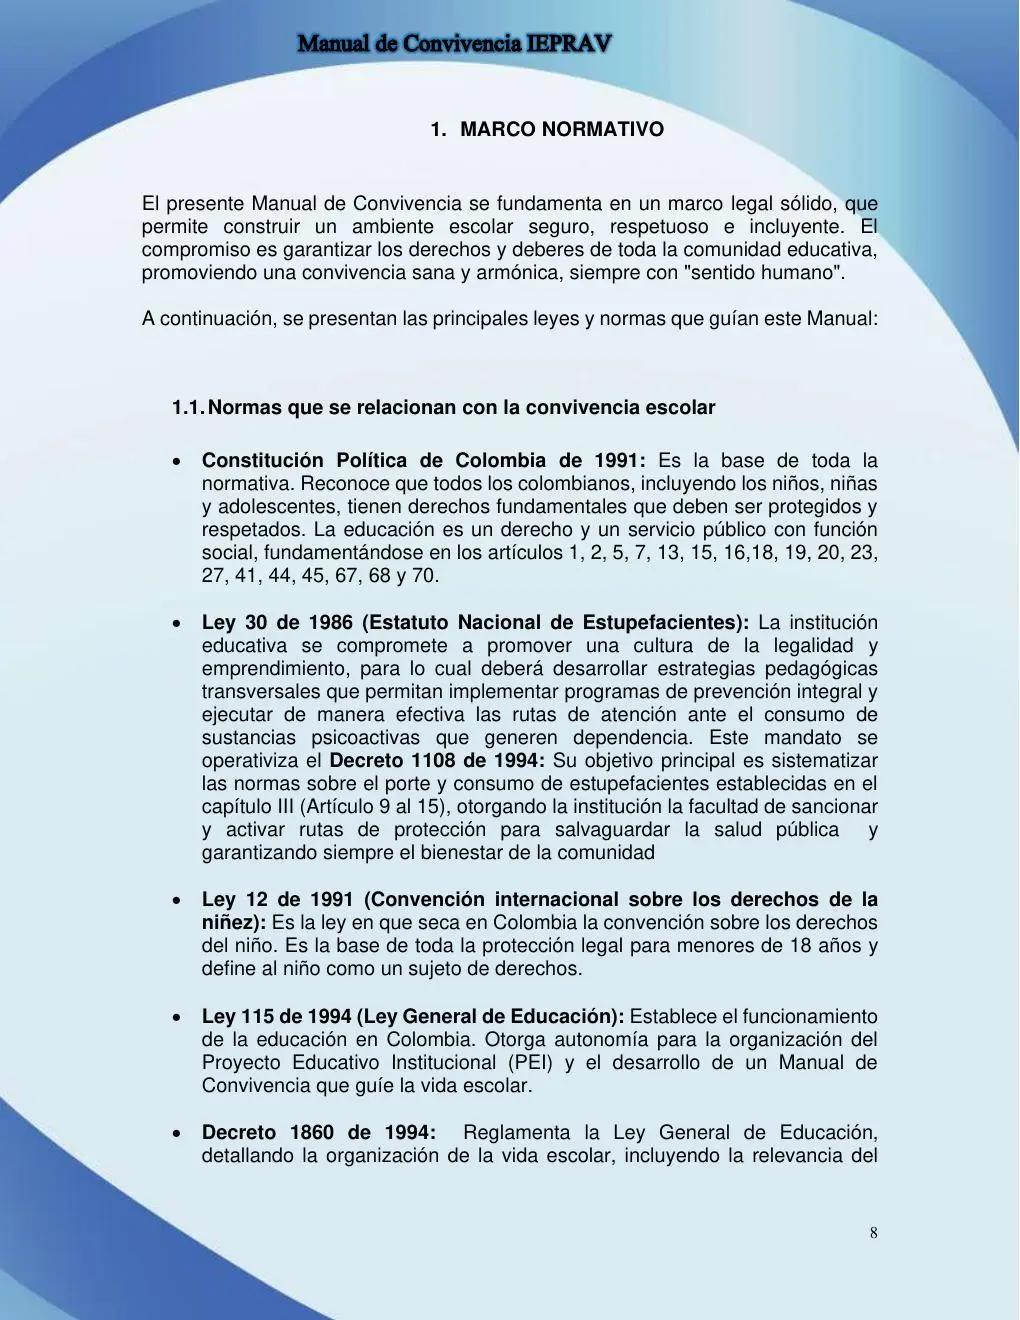 Manual de Convivencia IEPRAV
1. MARCO NORMATIVO
El presente Manual de Convivencia se fundamenta en un marco legal sólido, que
permite construir un ambiente escolar seguro, respetuoso e incluyente. El
compromiso es garantizar los derechos y deberes de toda la comunidad educativa,
promoviendo una convivencia sana y armónica, siempre con "sentido humano".
A continuación, se presentan las principales leyes y normas que guían este Manual:
1.1. Normas que se relacionan con la convivencia escolar
• Constitución Política de Colombia de 1991: Es la base de toda la
normativa. Reconoce que todos los colombianos, incluyendo los niños, niñas
y adolescentes, tienen derechos fundamentales que deben ser protegidos y
respetados. La educación es un derecho y un servicio público con función
social, fundamentándose en los artículos 1, 2, 5, 7, 13, 15, 16,18, 19, 20, 23,
27, 41, 44, 45, 67, 68 y 70.
• Ley 30 de 1986 (Estatuto Nacional de Estupefacientes): La institución
educativa se compromete a promover una cultura de la legalidad y
emprendimiento, para lo cual deberá desarrollar estrategias pedagógicas
transversales que permitan implementar programas de prevención integral y
ejecutar de manera efectiva las rutas de atención ante el consumo de
sustancias psicoactivas que generen dependencia. Este mandato se
operativiza el Decreto 1108 de 1994: Su objetivo principal es sistematizar
las normas sobre el porte y consumo de estupefacientes establecidas en el
capítulo III (Artículo 9 al 15), otorgando la institución la facultad de sancionar
y activar rutas de protección para salvaguardar la salud pública y
garantizando siempre el bienestar de la comunidad
• Ley 12 de 1991 (Convención internacional sobre los derechos de la
niñez): Es la ley en que seca en Colombia la convención sobre los derechos
del niño. Es la base de toda la protección legal para menores de 18 años y
define al niño como un sujeto de derechos.
• Ley 115 de 1994 (Ley General de Educación): Establece el funcionamiento
de la educación en Colombia. Otorga autonomía para la organización del
Proyecto Educativo Institucional (PEI) y el desarrollo de un Manual de
Convivencia que guíe la vida escolar.
• Decreto 1860 de 1994: Reglamenta la Ley General de Educación,
detallando la organización de la vida escolar, incluyendo la relevancia del
8